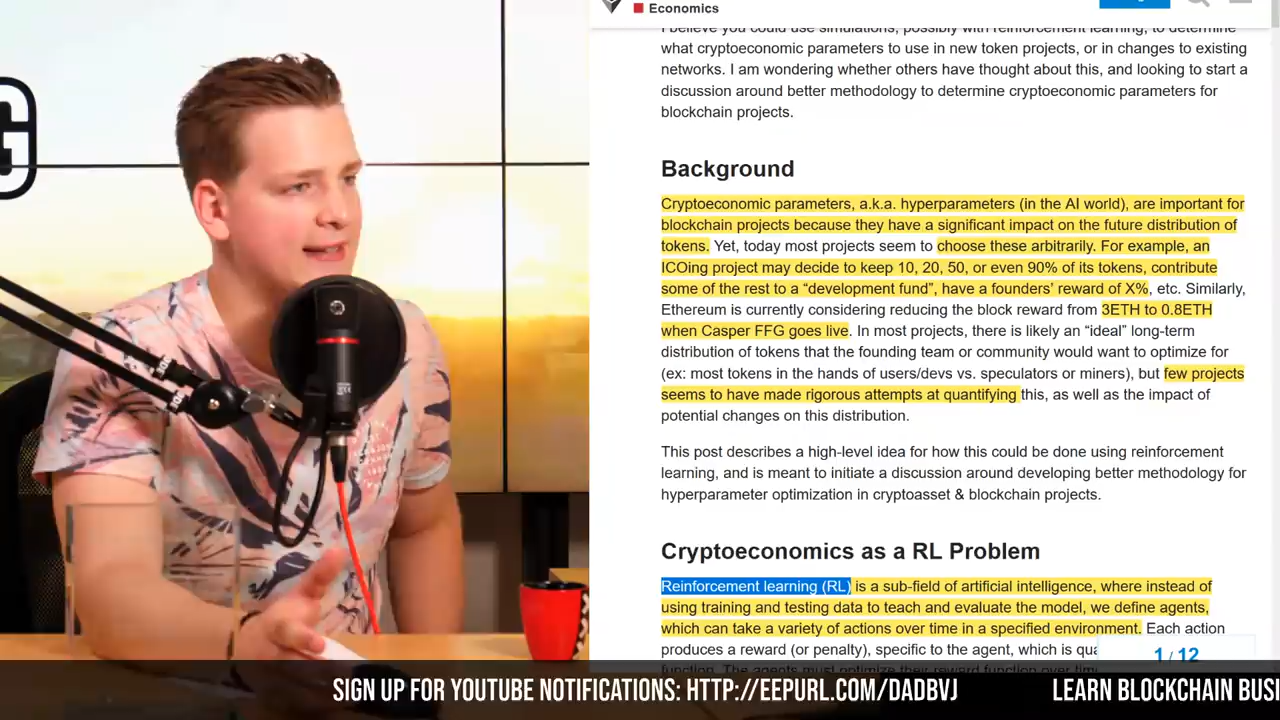 G
Economics
I believe you could use simulations, possibly with reinforcement learning, to determine
what cryptoeconomic parameters to use in new token projects, or in changes to existing
networks. I am wondering whether others have thought about this, and looking to start a
discussion around better methodology to determine cryptoeconomic parameters for
blockchain projects.
Background
Cryptoeconomic parameters, a.k.a. hyperparameters (in the AI world), are important for
blockchain projects because they have a significant impact on the future distribution of
tokens. Yet, today most projects seem to choose these arbitrarily. For example, an
ICOing project may decide to keep 10, 20, 50, or even 90% of its tokens, contribute
some of the rest to a “development fund”, have a founders’ reward of X%, etc. Similarly,
Ethereum is currently considering reducing the block reward from 3ETH to 0.8ETH
when Casper FFG goes live. In most projects, there is likely an “ideal” long-term
distribution of tokens that the founding team or community would want to optimize for
(ex: most tokens in the hands of users/devs vs. speculators or miners), but few projects
seems to have made rigorous attempts at quantifying this, as well as the impact of
potential changes on this distribution.
This post describes a high-level idea for how this could be done using reinforcement
learning, and is meant to initiate a discussion around developing better methodology for
hyperparameter optimization in cryptoasset & blockchain projects.
Cryptoeconomics as a RL Problem
Reinforcement learning (RL) is a sub-field of artificial intelligence, where instead of
using training and testing data to teach and evaluate the model, we define agents,
which can take a variety of actions over time in a specified environment. Each action
produces a reward (or penalty), specific to the agent, which is qua
function. The agents must optimize their reward function over time
1 / 12
SIGN UP FOR YOUTUBE NOTIFICATIONS: HTTP://EEPURL.COM/DADBVJ LEARN BLOCKCHAIN BUSI